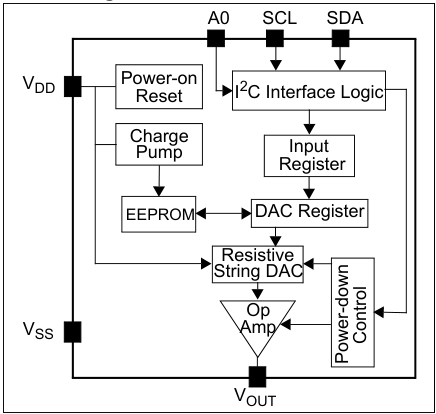 A0 SCL SDA
VDD
Power-on
Reset
I2C Interface Logic
Charge
Pump
Input
Register
EEPROM
DAC Register
Resistive
String DAC
Op
Amp
Power-down
Control
VSS
VOUT